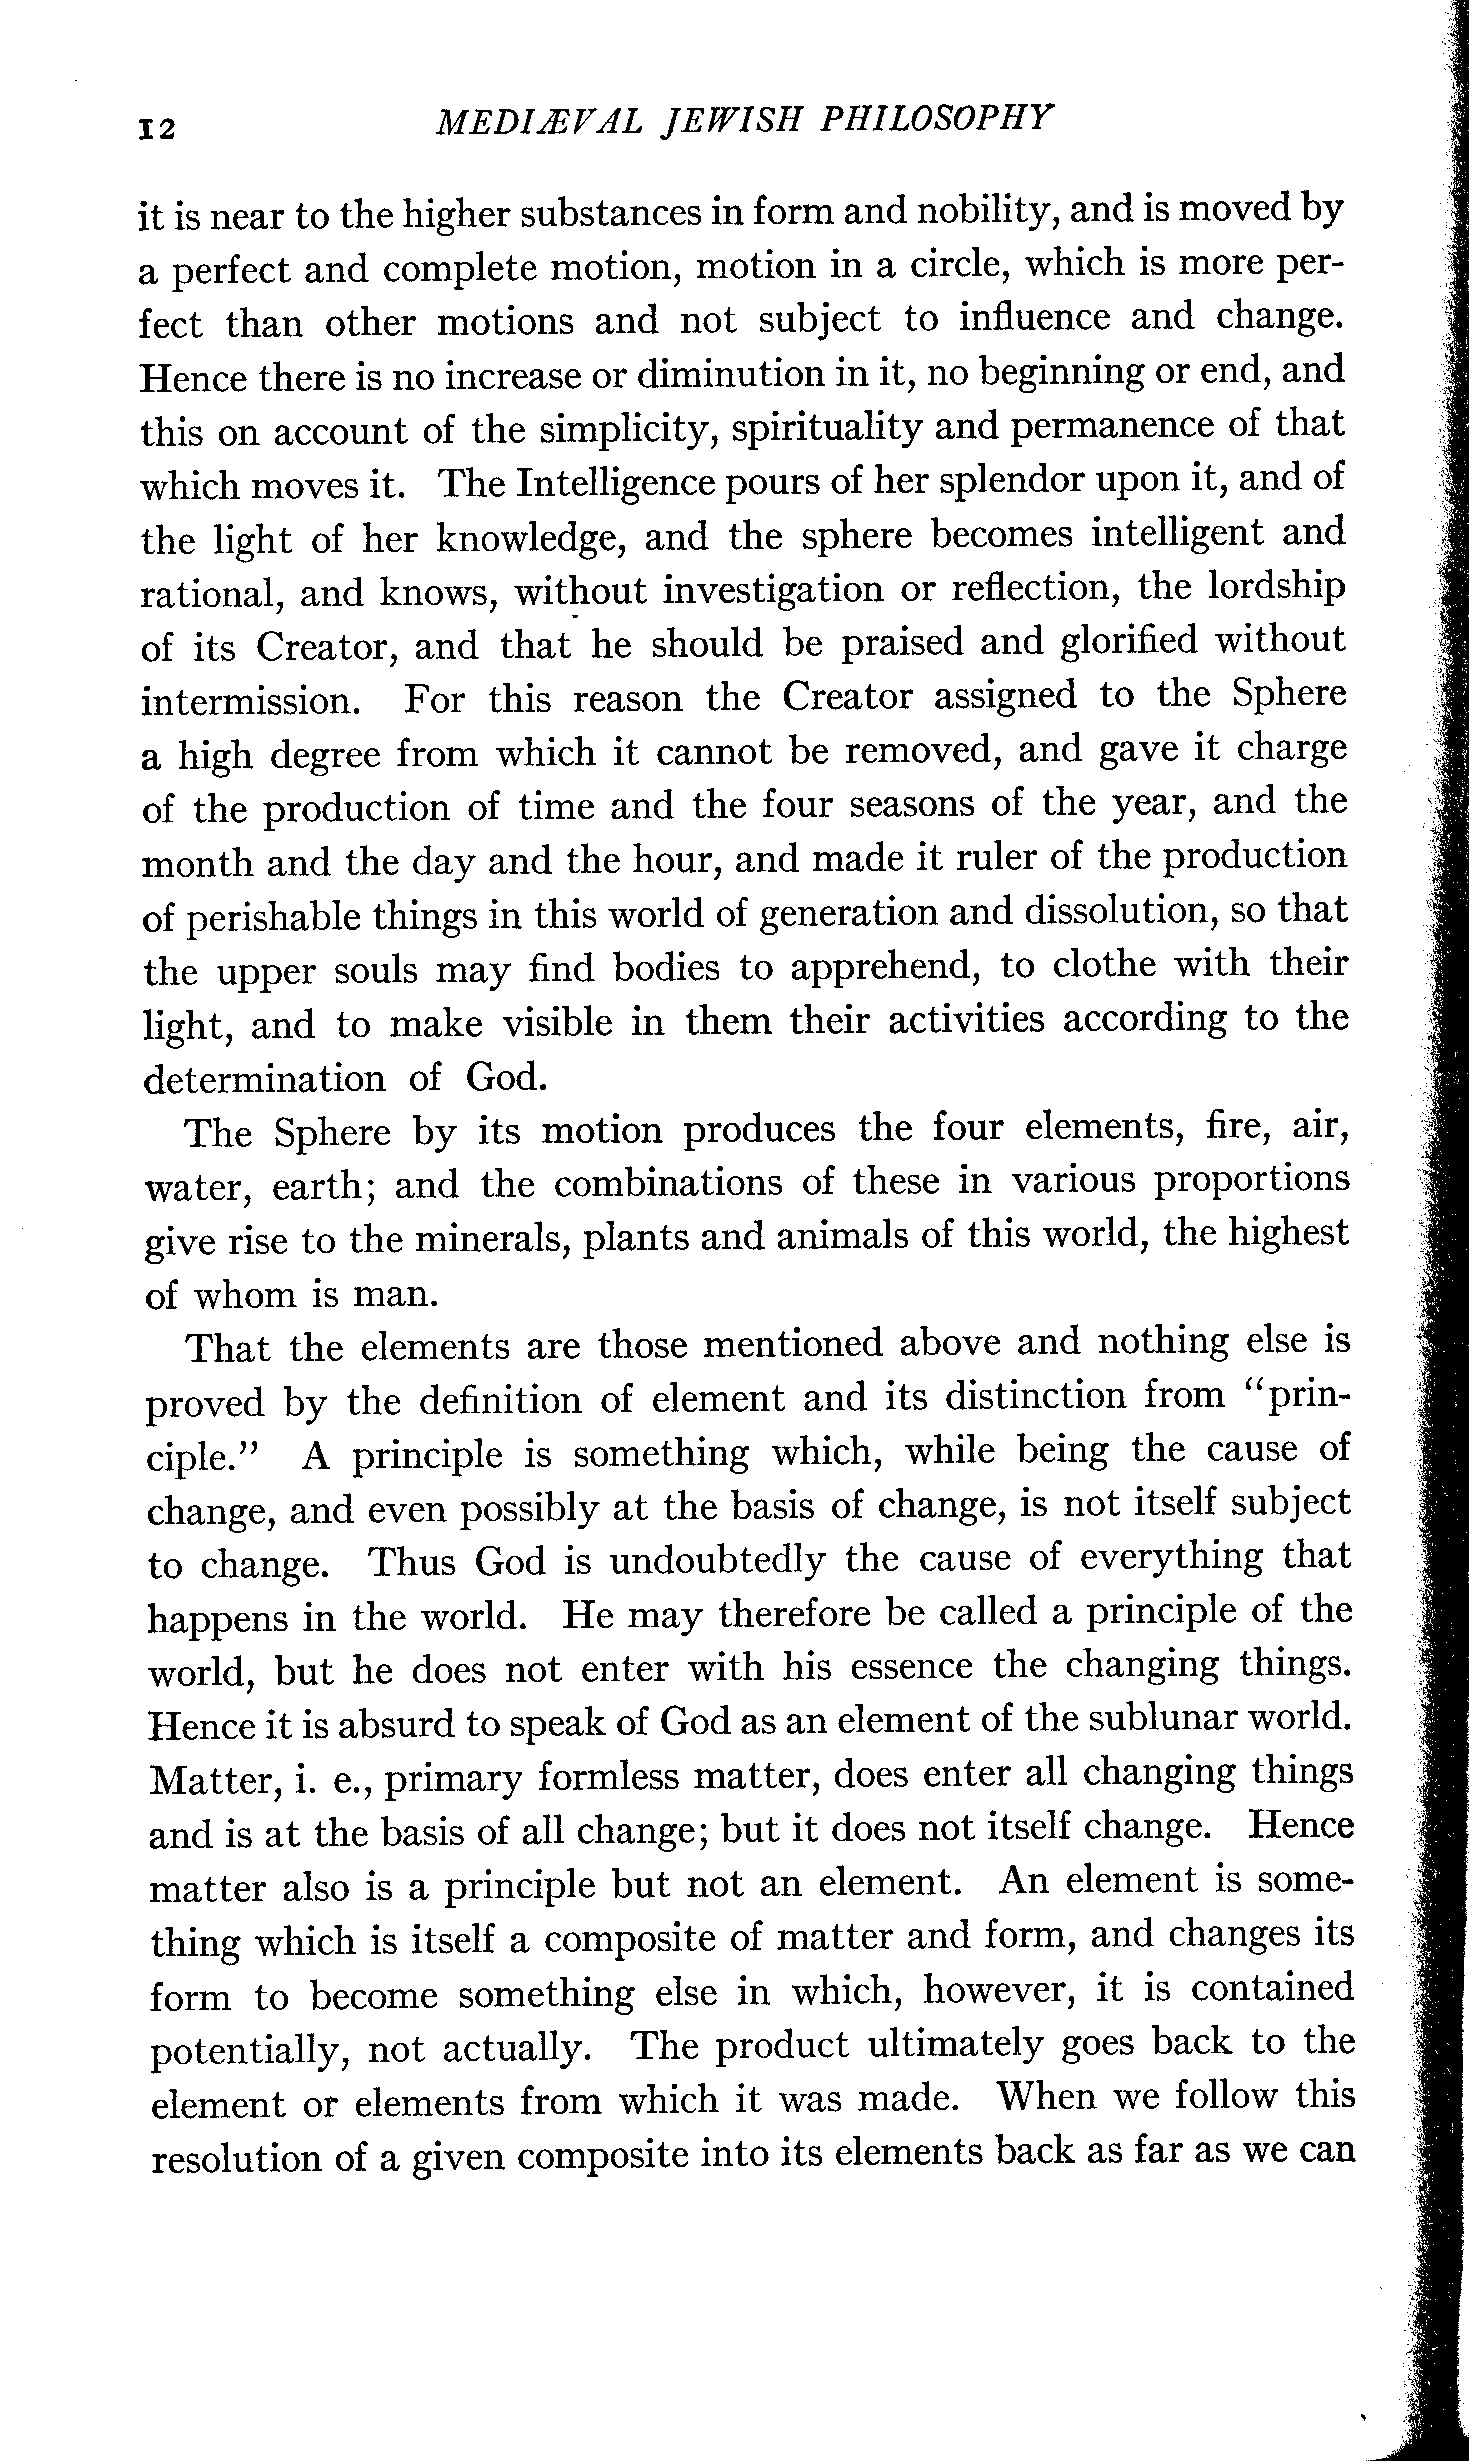 12 MEDIÆVAL JEWISH PHILOSOPHY
it is near to the higher substances in form and nobility, and is moved by
a perfect and complete motion, motion in a circle, which is more per-
fect than other motions and not subject to influence and change.
Hence there is no increase or diminution in it, no beginning or end, and
this on account of the simplicity, spirituality and permanence of that
which moves it. The Intelligence pours of her splendor upon it, and of
the light of her knowledge, and the sphere becomes intelligent and
rational, and knows, without investigation or reflection, the lordship
of its Creator, and that he should be praised and glorified without
intermission. For this reason the Creator assigned to the Sphere
a high degree from which it cannot be removed, and gave it charge
of the production of time and the four seasons of the year, and the
month and the day and the hour, and made it ruler of the production
of perishable things in this world of generation and dissolution, so that
the upper souls may find bodies to apprehend, to clothe with their
light, and to make visible in them their activities according to the
determination of God.
The Sphere by its motion produces the four elements, fire, air,
water, earth; and the combinations of these in various proportions
give rise to the minerals, plants and animals of this world, the highest
of whom is man.
That the elements are those mentioned above and nothing else is
proved by the definition of element and its distinction from "prin-
ciple." A principle is something which, while being the cause of
change, and even possibly at the basis of change, is not itself subject
to change. Thus God is undoubtedly the cause of everything that
happens in the world. He may therefore be called a principle of the
world, but he does not enter with his essence the changing things.
Hence it is absurd to speak of God as an element of the sublunar world.
Matter, i. e., primary formless matter, does enter all changing things
and is at the basis of all change; but it does not itself change. Hence
matter also is a principle but not an element. An element is some-
thing which is itself a composite of matter and form, and changes its
form to become something else in which, however, it is contained
potentially, not actually. The product ultimately goes back to the
element or elements from which it was made. When we follow this
resolution of a given composite into its elements back as far as we can